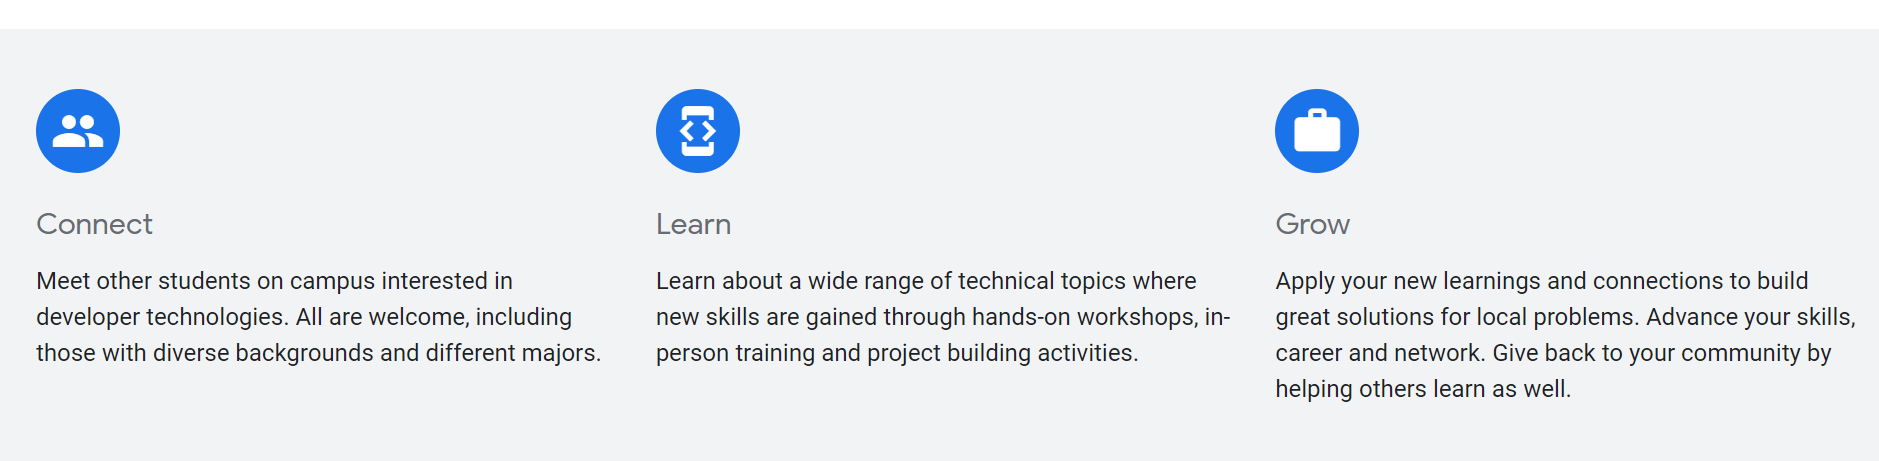 Connect
Meet other students on campus interested in
developer technologies. All are welcome, including
those with diverse backgrounds and different majors.
Learn
Learn about a wide range of technical topics where
new skills are gained through hands-on workshops, in-
person training and project building activities.
Grow
Apply your new learnings and connections to build
great solutions for local problems. Advance your skills,
career and network. Give back to your community by
helping others learn as well.